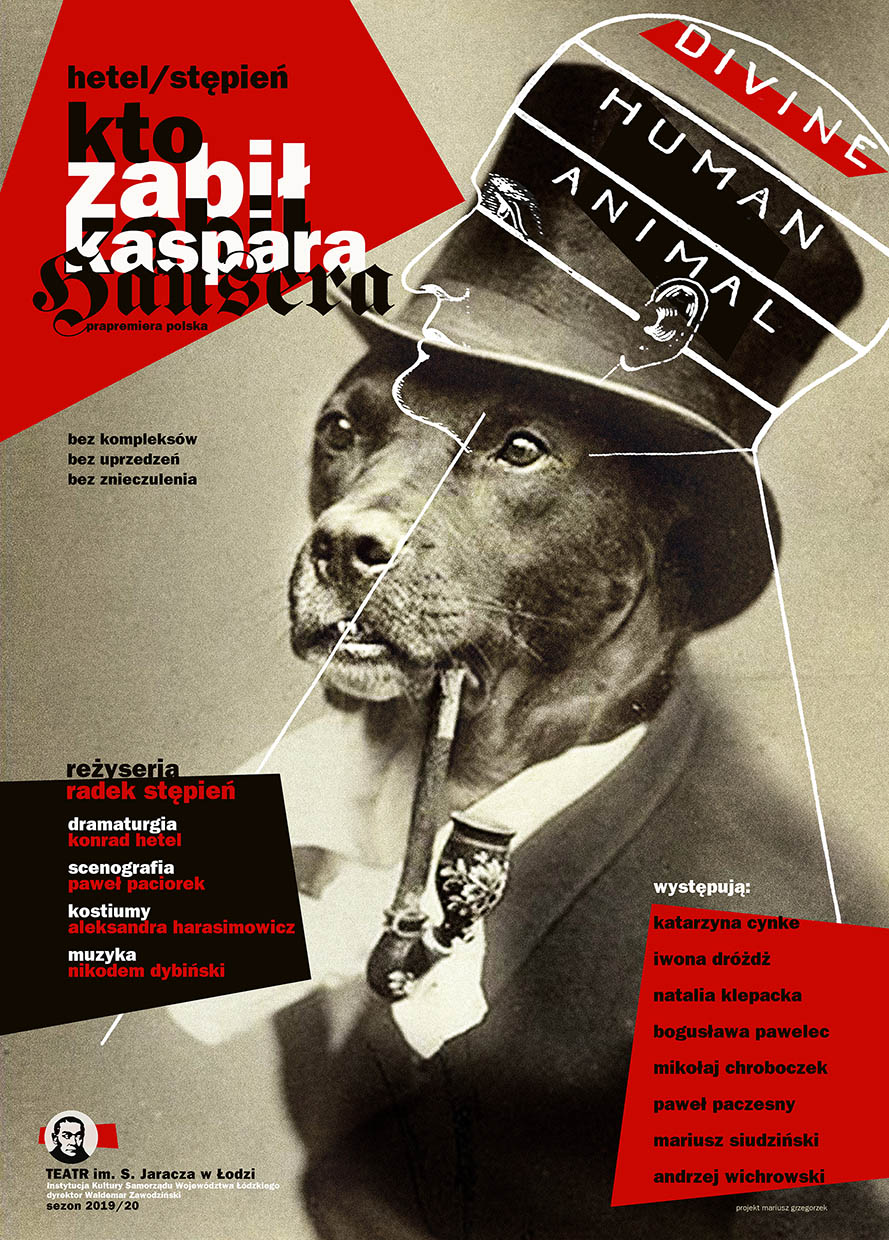 hetel/stępień
kto
zabił
kaspara
Hausera
prapremiera polska
DIVINE
HUMAN
ANIMAL
bez kompleksów
bez uprzedzeń
bez znieczulenia
reżyseria
radek stępień
dramaturgia
konrad hetel
scenografia
paweł paciorek
kostiumy
aleksandra harasimowicz
muzyka
nikodem dybiński
występują:
katarzyna cynke
iwona dróżdż
natalia klepacka
bogusława pawelec
mikołaj chroboczek
paweł paczesny
mariusz siudziński
andrzej wichrowski
TEATR im. S. Jaracza w Łodzi
Instytucja Kultury Samorządu Województwa Łódzkiego
dyrektor Waldemar Zawodziński
sezon 2019/20
projekt mariusz grzegorzek